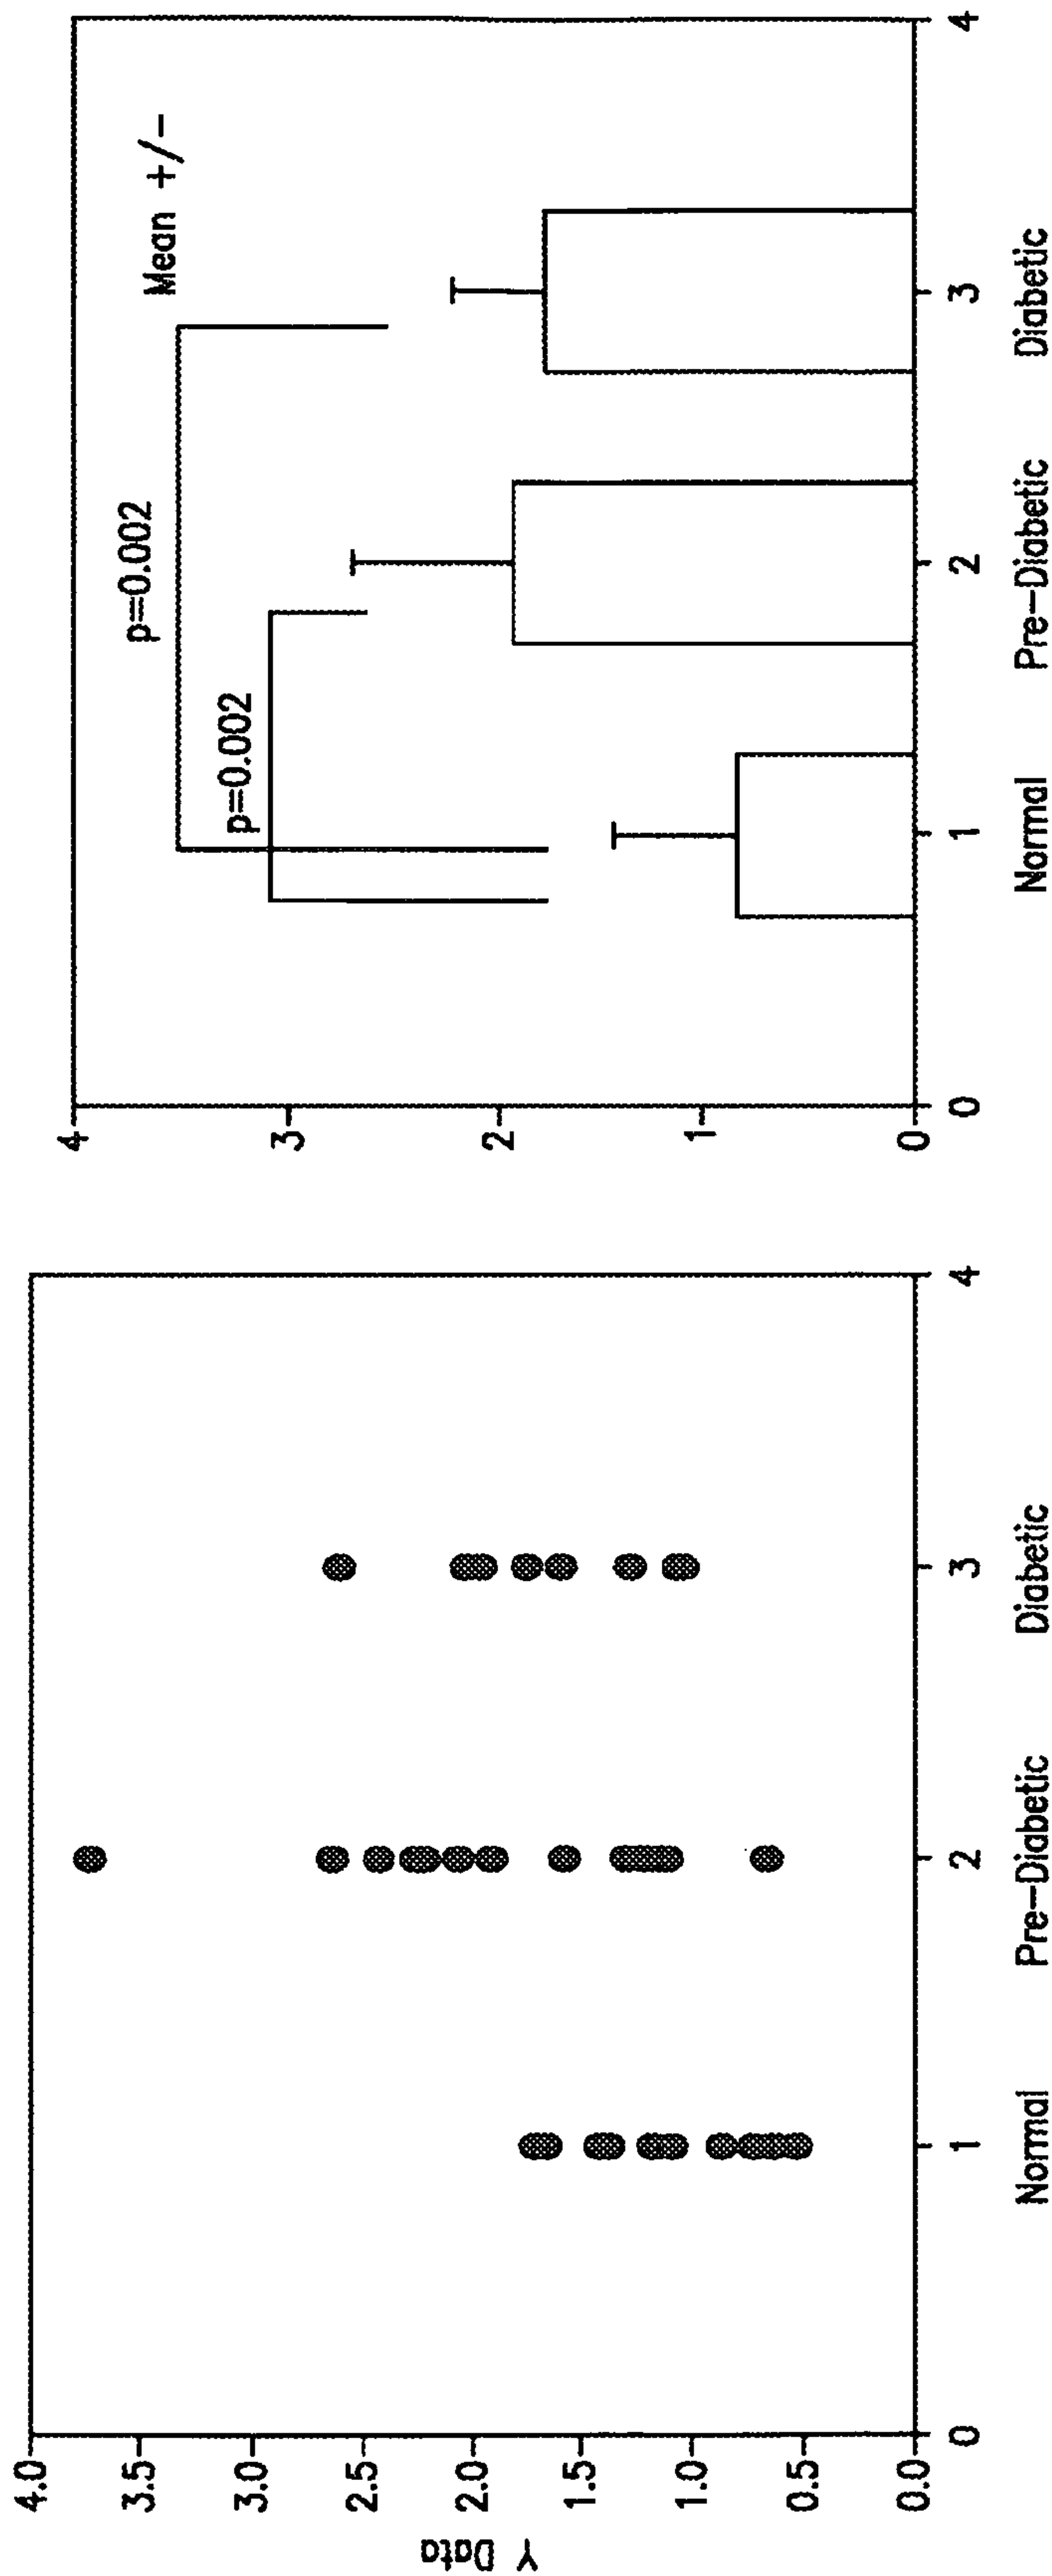 Y Data
4.0
3.5
3.0
2.5
2.0
1.5
1.0
0.5
0.0
0 1 2 3 4
Normal Pre-Diabetic Diabetic
4
3
2
1
0
Mean +/-
p=0.002
p=0.002
0 1 2 3 4
Normal Pre-Diabetic Diabetic